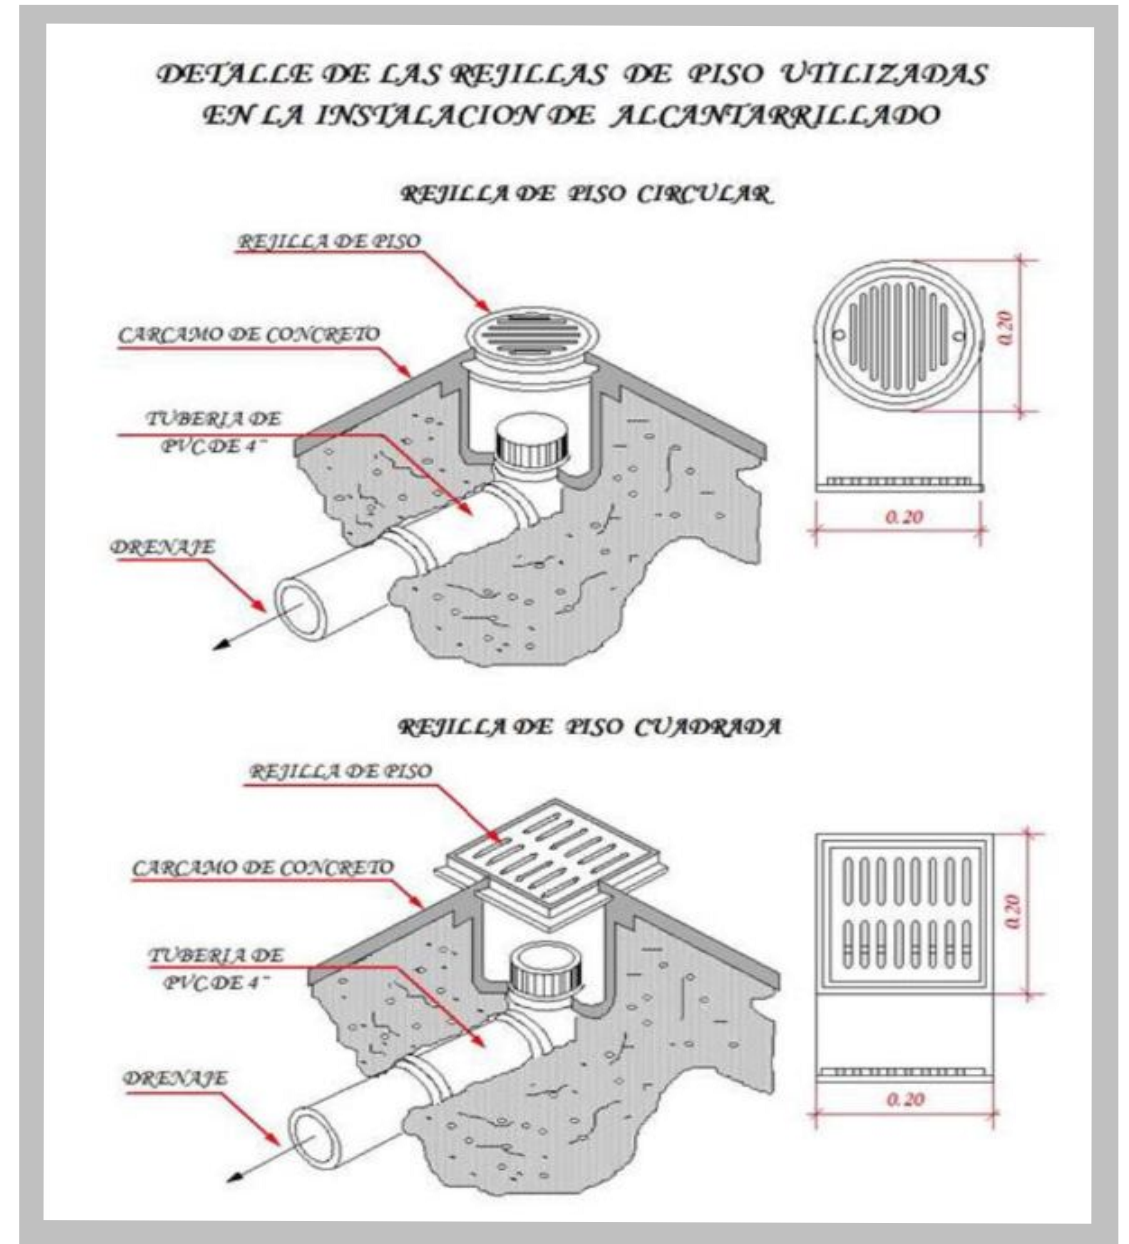 DETALLE DE LAS REJILLAS DE PISO UTILIZADAS
EN LA INSTALACION DE ALCANTARRILLADO
REJILLA DE PISO CIRCULAR
REJILLA DE PISO
CARCAMO DE CONCRETO
TUBERIA DE
PVC DE 4"
DRENAJE
0.20
0.20
REJILLA DE PISO CUADRADA
REJILLA DE PISO
CARCAMO DE CONCRETO
TUBERIA DE
PVC DE 4"
DRENAJE
0.20
0.20